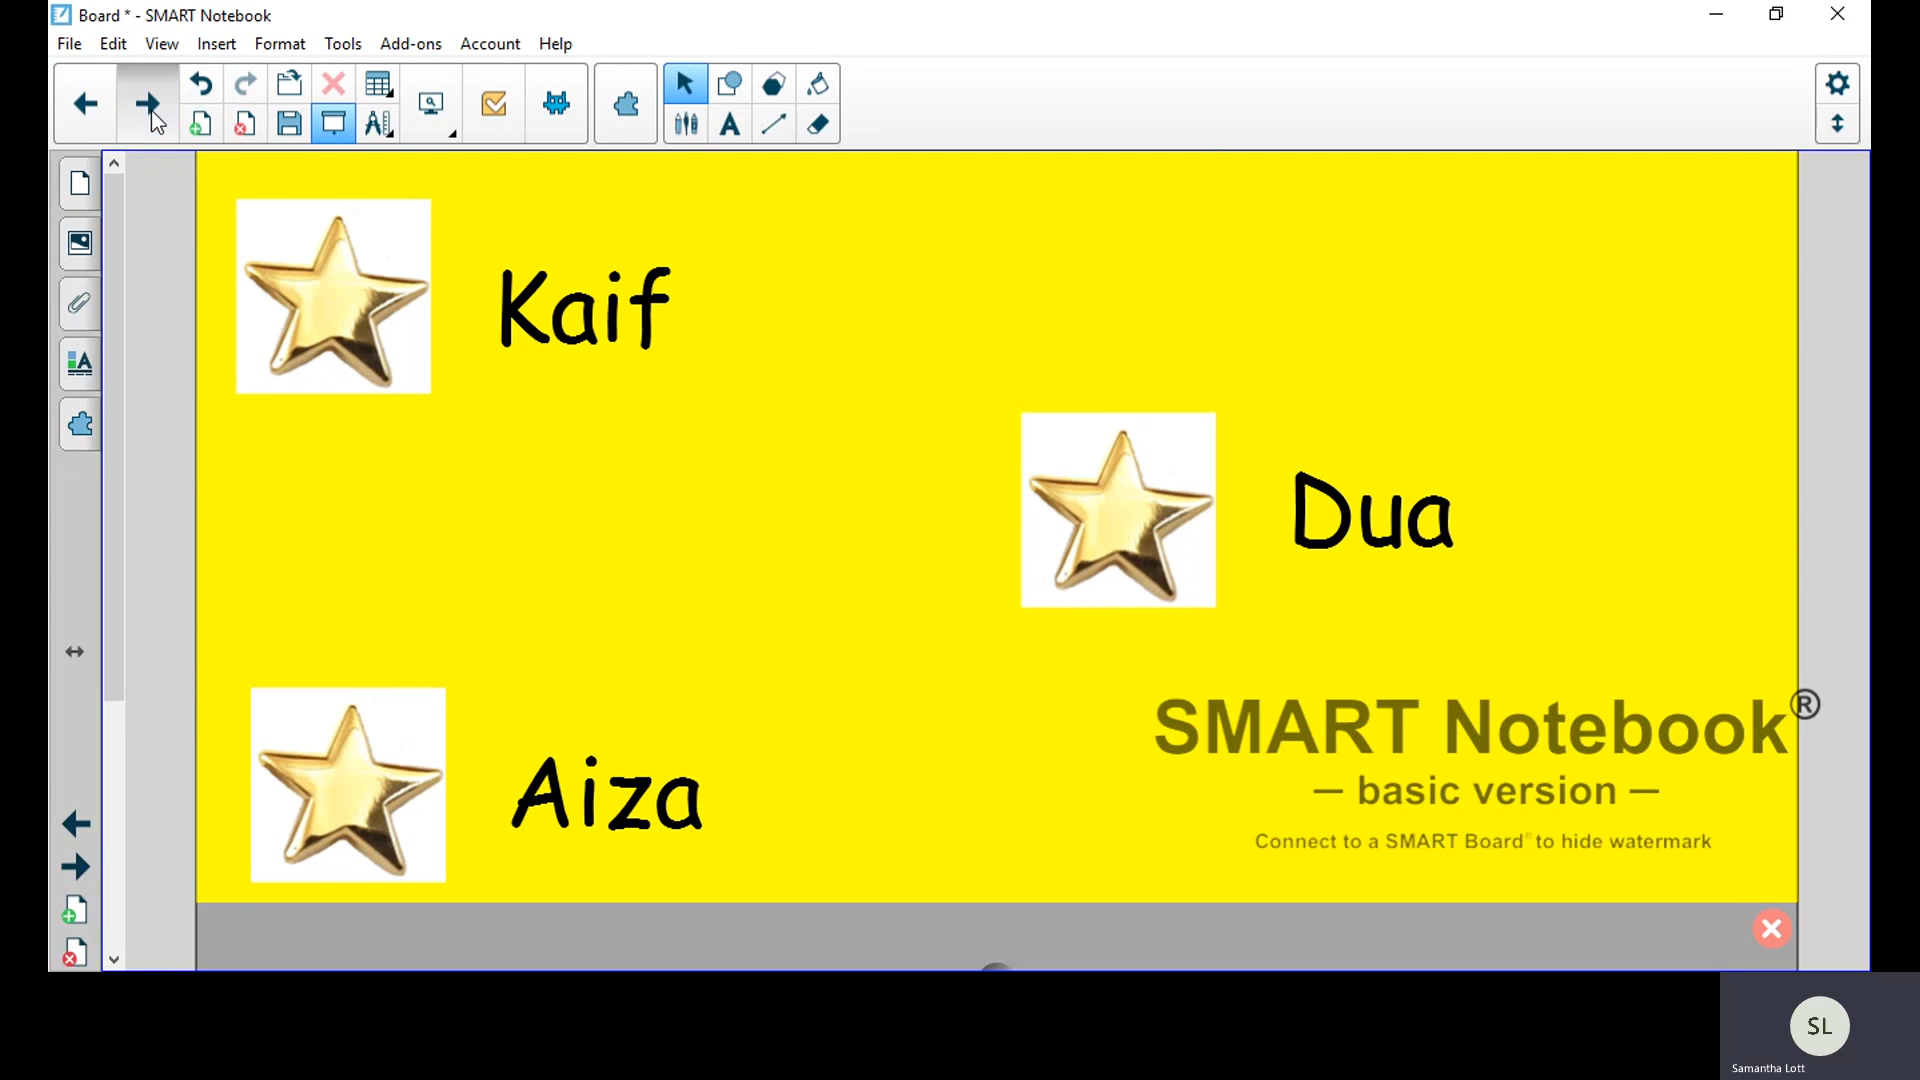 Board * - SMART Notebook
File Edit View Insert Format Tools Add-ons Account Help
Kaif
Dua
Aiza
SMART Notebook®
— basic version —
Connect to a SMART Board® to hide watermark
SL
Samantha Lott